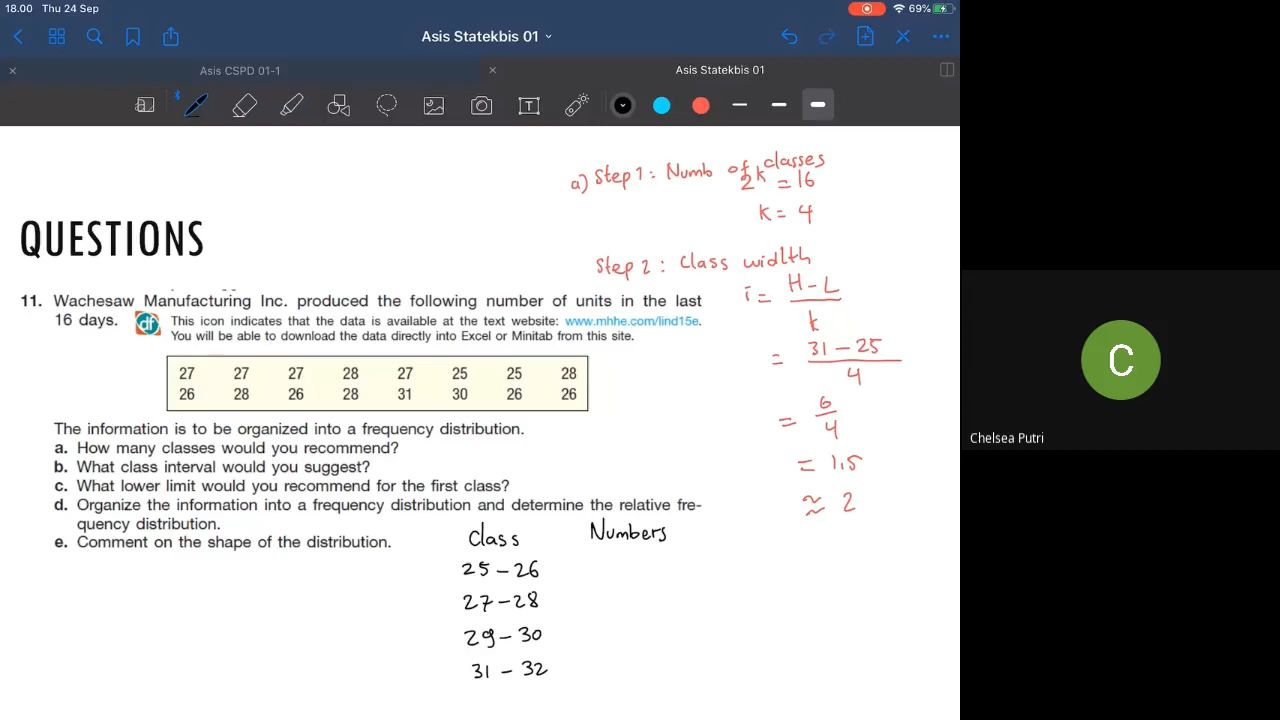 18.00 Thu 24 Sep
69%
Asis Statekbis 01
Asis CSPD 01-1
Asis Statekbis 01
T
QUESTIONS
11. Wachesaw Manufacturing Inc. produced the following number of units in the last
16 days. df This icon indicates that the data is available at the text website: www.mhhe.com/lind15e.
You will be able to download the data directly into Excel or Minitab from this site.
27 27 27 28 27 25 25 28
26 28 26 28 31 30 26 26
The information is to be organized into a frequency distribution.
a. How many classes would you recommend?
b. What class interval would you suggest?
c. What lower limit would you recommend for the first class?
d. Organize the information into a frequency distribution and determine the relative fre-
quency distribution.
e. Comment on the shape of the distribution.
Class Numbers
25 - 26
27 - 28
29 - 30
31 - 32
a) Step 1 : Numb of classes
2k = 16
k = 4
Step 2 : Class width
i = H - L
k
= 31 - 25
4
= 6
4
= 1.5
≈ 2
C
Chelsea Putri